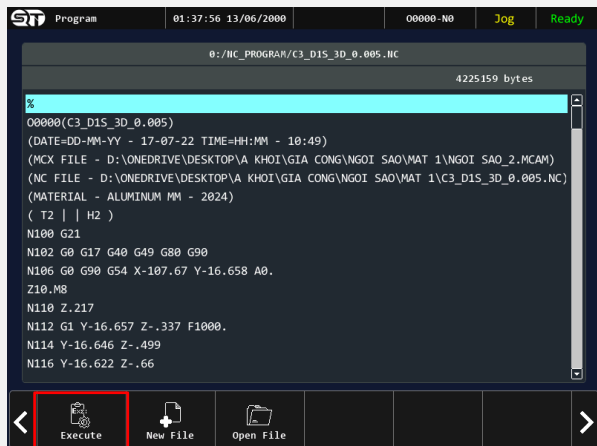 ST Program 01:37:56 13/06/2000 O0000-N0 Jog Ready
0:/NC_PROGRAM/C3_D1S_3D_0.005.NC
4225159 bytes
%
O0000(C3_D1S_3D_0.005)
(DATE=DD-MM-YY - 17-07-22 TIME=HH:MM - 10:49)
(MCX FILE - D:\ONEDRIVE\DESKTOP\A KHOI\GIA CONG\NGOI SAO\MAT 1\NGOI SAO_2.MCAM)
(NC FILE - D:\ONEDRIVE\DESKTOP\A KHOI\GIA CONG\NGOI SAO\MAT 1\C3_D1S_3D_0.005.NC)
(MATERIAL - ALUMINUM MM - 2024)
( T2 | | H2 )
N100 G21
N102 G0 G17 G40 G49 G80 G90
N106 G0 G90 G54 X-107.67 Y-16.658 A0.
Z10.M8
N110 Z.217
N112 G1 Y-16.657 Z-.337 F1000.
N114 Y-16.646 Z-.499
N116 Y-16.622 Z-.66
Execute New File Open File